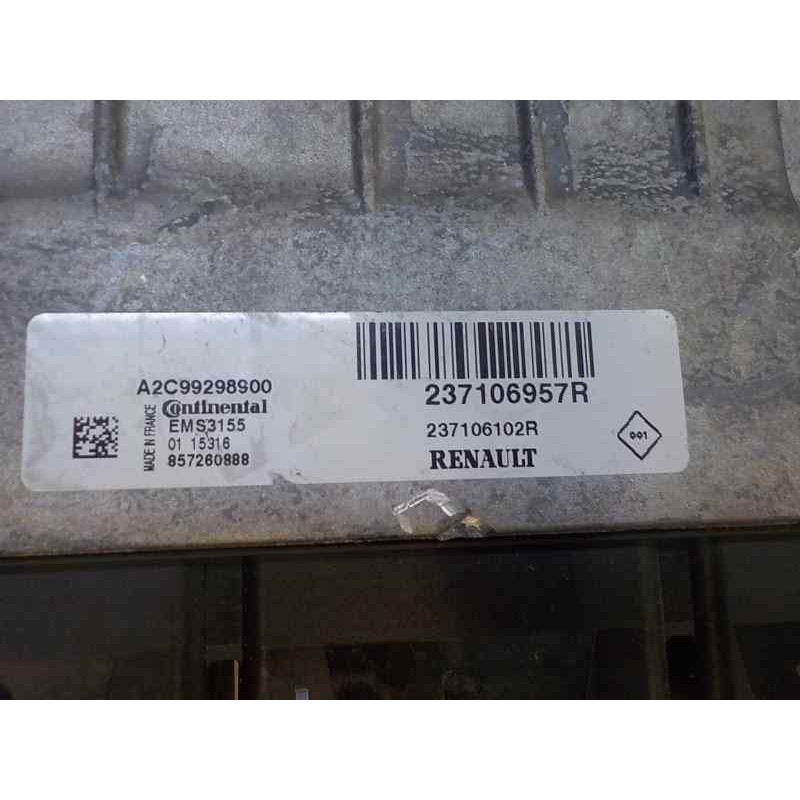 A2C99298900
Continental
EMS3155
01 15316
857260888
MADE IN FRANCE
237106957R
237106102R
RENAULT
001